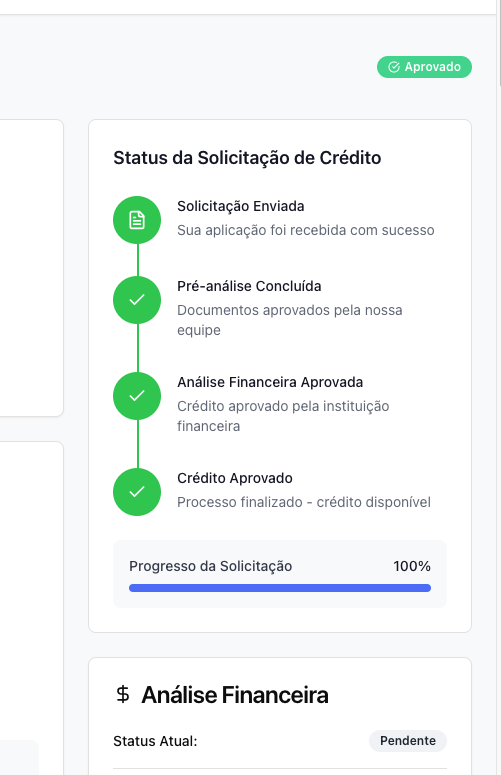 Aprovado
Status da Solicitação de Crédito
Solicitação Enviada
Sua aplicação foi recebida com sucesso
Pré-análise Concluída
Documentos aprovados pela nossa
equipe
Análise Financeira Aprovada
Crédito aprovado pela instituição
financeira
Crédito Aprovado
Processo finalizado - crédito disponível
Progresso da Solicitação 100%
$ Análise Financeira
Status Atual: Pendente